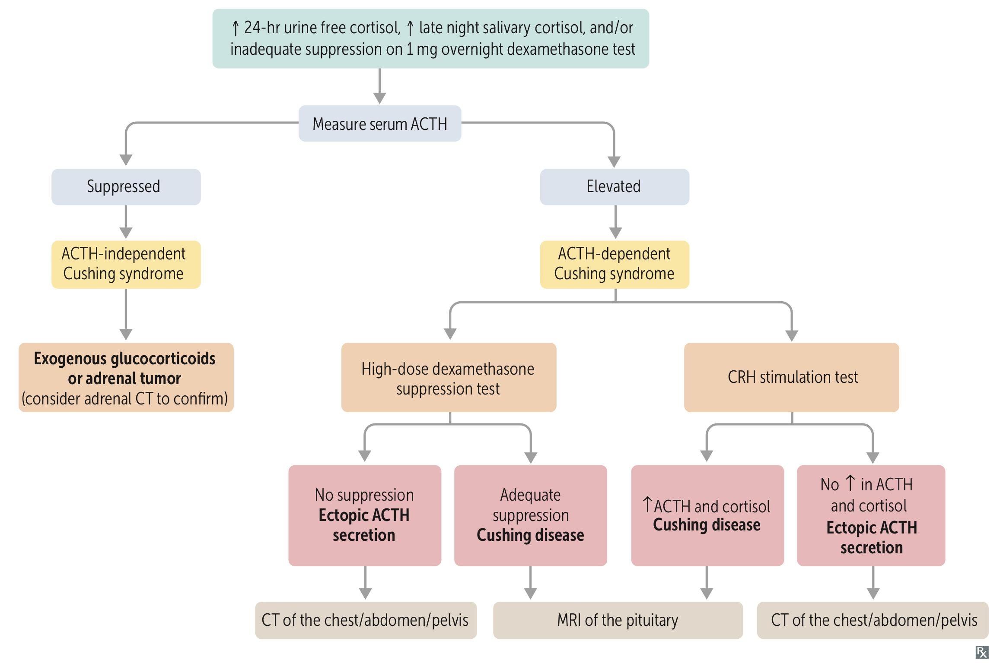 ↑ 24-hr urine free cortisol, ↑ late night salivary cortisol, and/or
inadequate suppression on 1 mg overnight dexamethasone test
Measure serum ACTH
Suppressed
Elevated
ACTH-independent
Cushing syndrome
ACTH-dependent
Cushing syndrome
Exogenous glucocorticoids
or adrenal tumor
(consider adrenal CT to confirm)
High-dose dexamethasone
suppression test
CRH stimulation test
No suppression
Ectopic ACTH
secretion
Adequate
suppression
Cushing disease
↑ACTH and cortisol
Cushing disease
No ↑ in ACTH
and cortisol
Ectopic ACTH
secretion
CT of the chest/abdomen/pelvis
MRI of the pituitary
CT of the chest/abdomen/pelvis
Rx